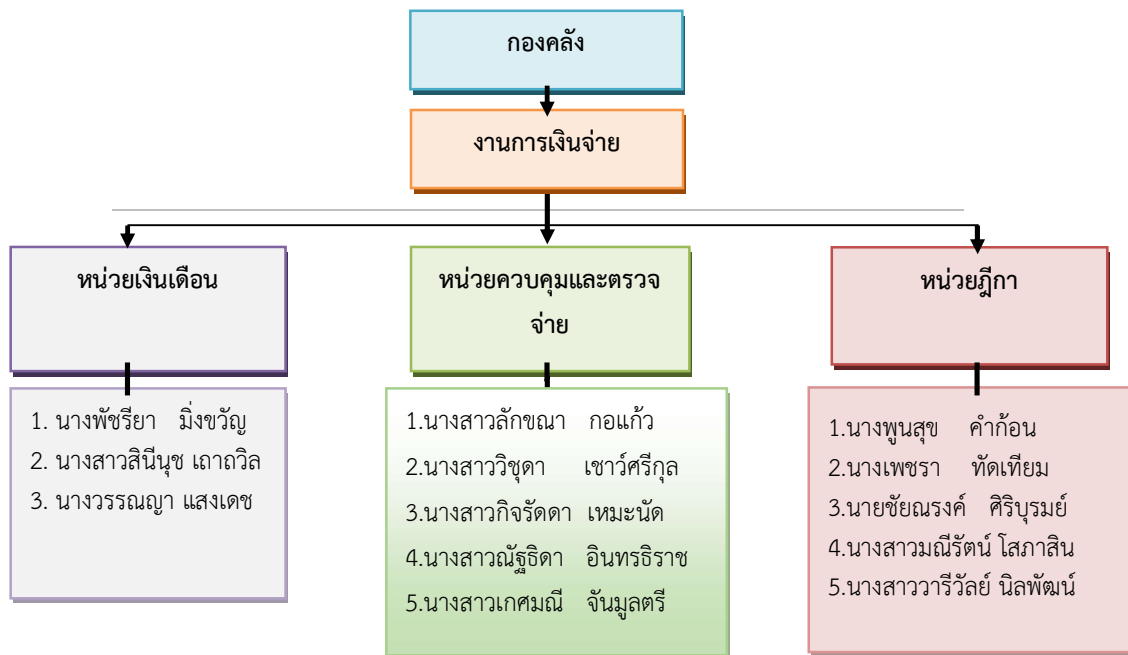 กองคลัง
งานการเงินจ่าย
หน่วยเงินเดือน
1. นางพัชรียา มิ่งขวัญ
2. นางสาวสินีนุช เถาถวิล
3. นางวรรณญา แสงเดช
หน่วยควบคุมและตรวจ
จ่าย
1.นางสาวลักขณา กอแก้ว
2.นางสาววิชุดา เชาว์ศรีกุล
3.นางสาวกิจรัดดา เหมะนัด
4.นางสาวณัฐธิดา อินทรธิราช
5.นางสาวเกศมณี จันมูลตรี
หน่วยฎีกา
1.นางพูนสุข คำก้อน
2.นางเพชรา ทัดเทียม
3.นายชัยณรงค์ ศิริบุรมย์
4.นางสาวมณีรัตน์ โสภาสิน
5.นางสาววารีวัลย์ นิลพัฒน์